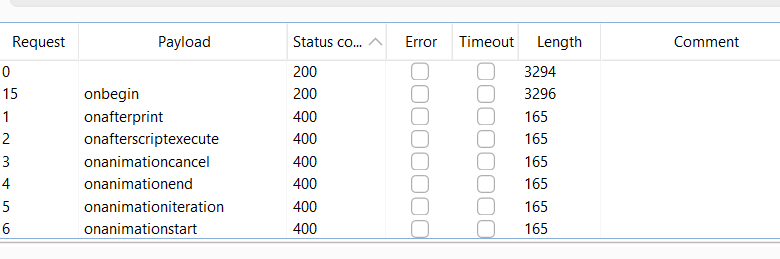 Request Payload Status co... Error Timeout Length Comment
0 200 3294
15 onbegin 200 3296
1 onafterprint 400 165
2 onafterscriptexecute 400 165
3 onanimationcancel 400 165
4 onanimationend 400 165
5 onanimationiteration 400 165
6 onanimationstart 400 165